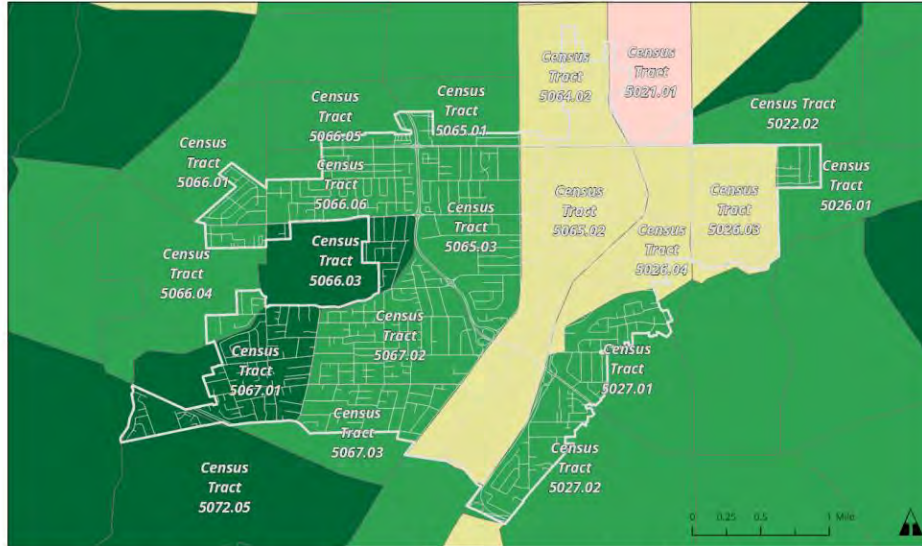 Census
Tract
5064.02
Census
Tract
5021.01
Census
Tract
5066.05
Census
Tract
5065.01
Census Tract
5022.02
Census
Tract
5066.01
Census
Tract
5066.06
Census
Tract
5026.01
Census
Tract
5065.03
Census
Tract
5065.02
Census
Tract
5026.03
Census
Tract
5026.04
Census
Tract
5066.03
Census
Tract
5066.04
Census
Tract
5067.02
Census
Tract
5067.01
Census
Tract
5027.01
Census
Tract
5067.03
Census
Tract
5027.02
Census
Tract
5072.05
0 0.25 0.5 1 Mile